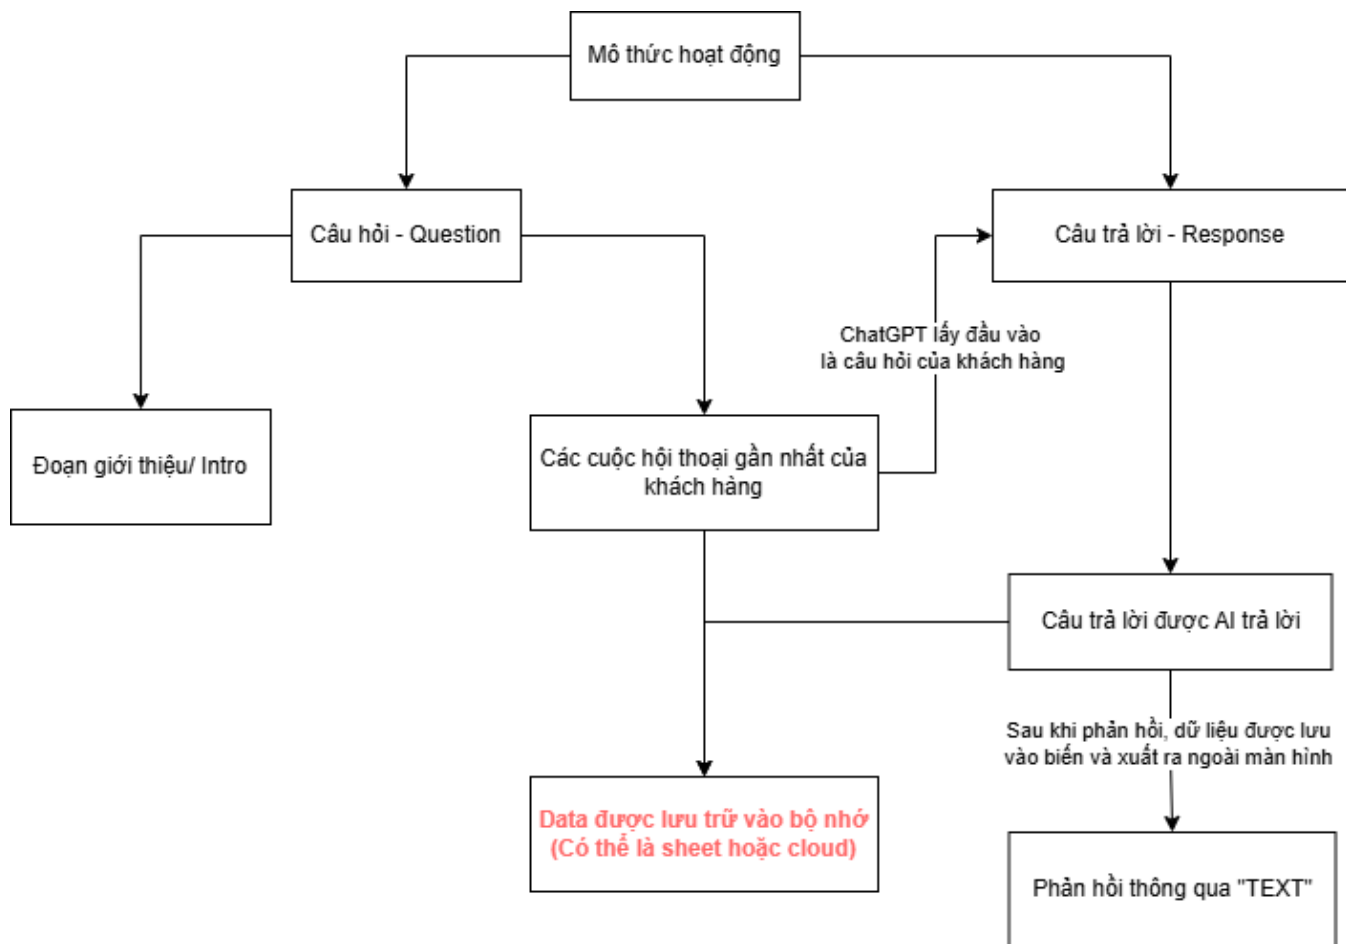 Mô thức hoạt động
Câu hỏi - Question
Câu trả lời - Response
ChatGPT lấy đầu vào
là câu hỏi của khách hàng
Đoạn giới thiệu/ Intro
Các cuộc hội thoại gần nhất của
khách hàng
Câu trả lời được AI trả lời
Sau khi phản hồi, dữ liệu được lưu
vào biến và xuất ra ngoài màn hình
Data được lưu trữ vào bộ nhớ
(Có thể là sheet hoặc cloud)
Phản hồi thông qua "TEXT"